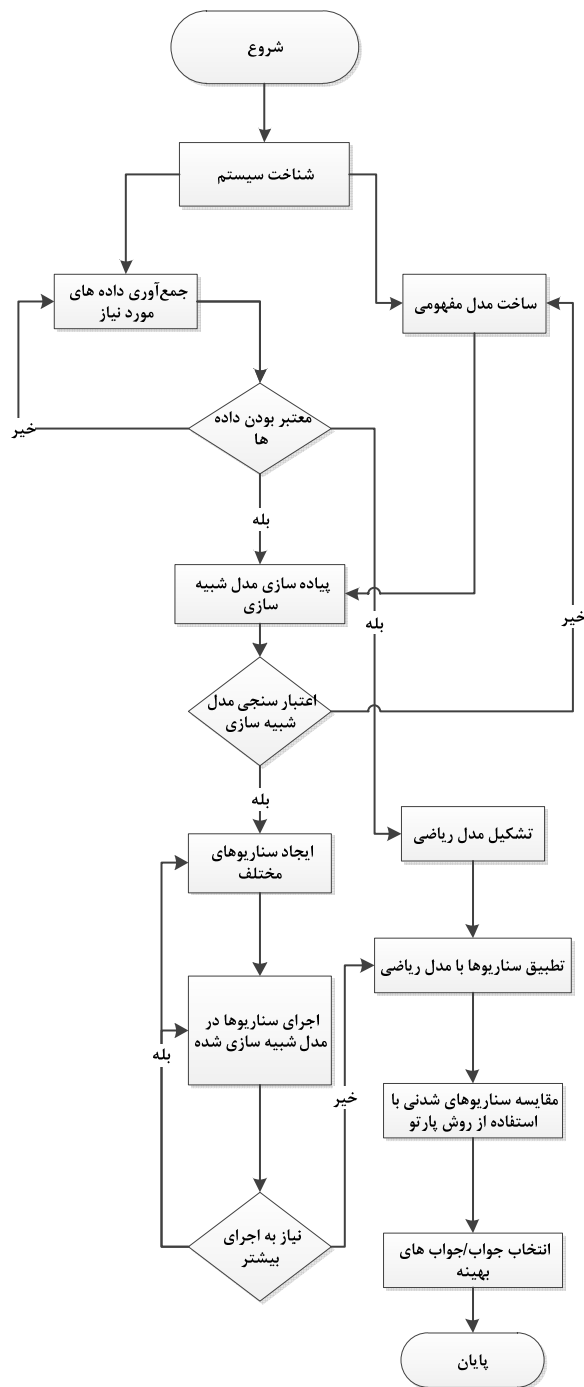 شروع
شناخت سیستم
جمع‌آوری داده های
مورد نیاز
ساخت مدل مفهومی
معتبر بودن داده
ها
خیر
بله
پیاده سازی مدل شبیه
سازی
بله
خیر
اعتبار سنجی مدل
شبیه سازی
بله
ایجاد سناریوهای
مختلف
تشکیل مدل ریاضی
تطبیق سناریوها با مدل ریاضی
اجرای سناریوها در
مدل شبیه سازی شده
بله
خیر
مقایسه سناریوهای شدنی با
استفاده از روش پارتو
نیاز به اجرای
بیشتر
انتخاب جواب/جواب های
بهینه
پایان